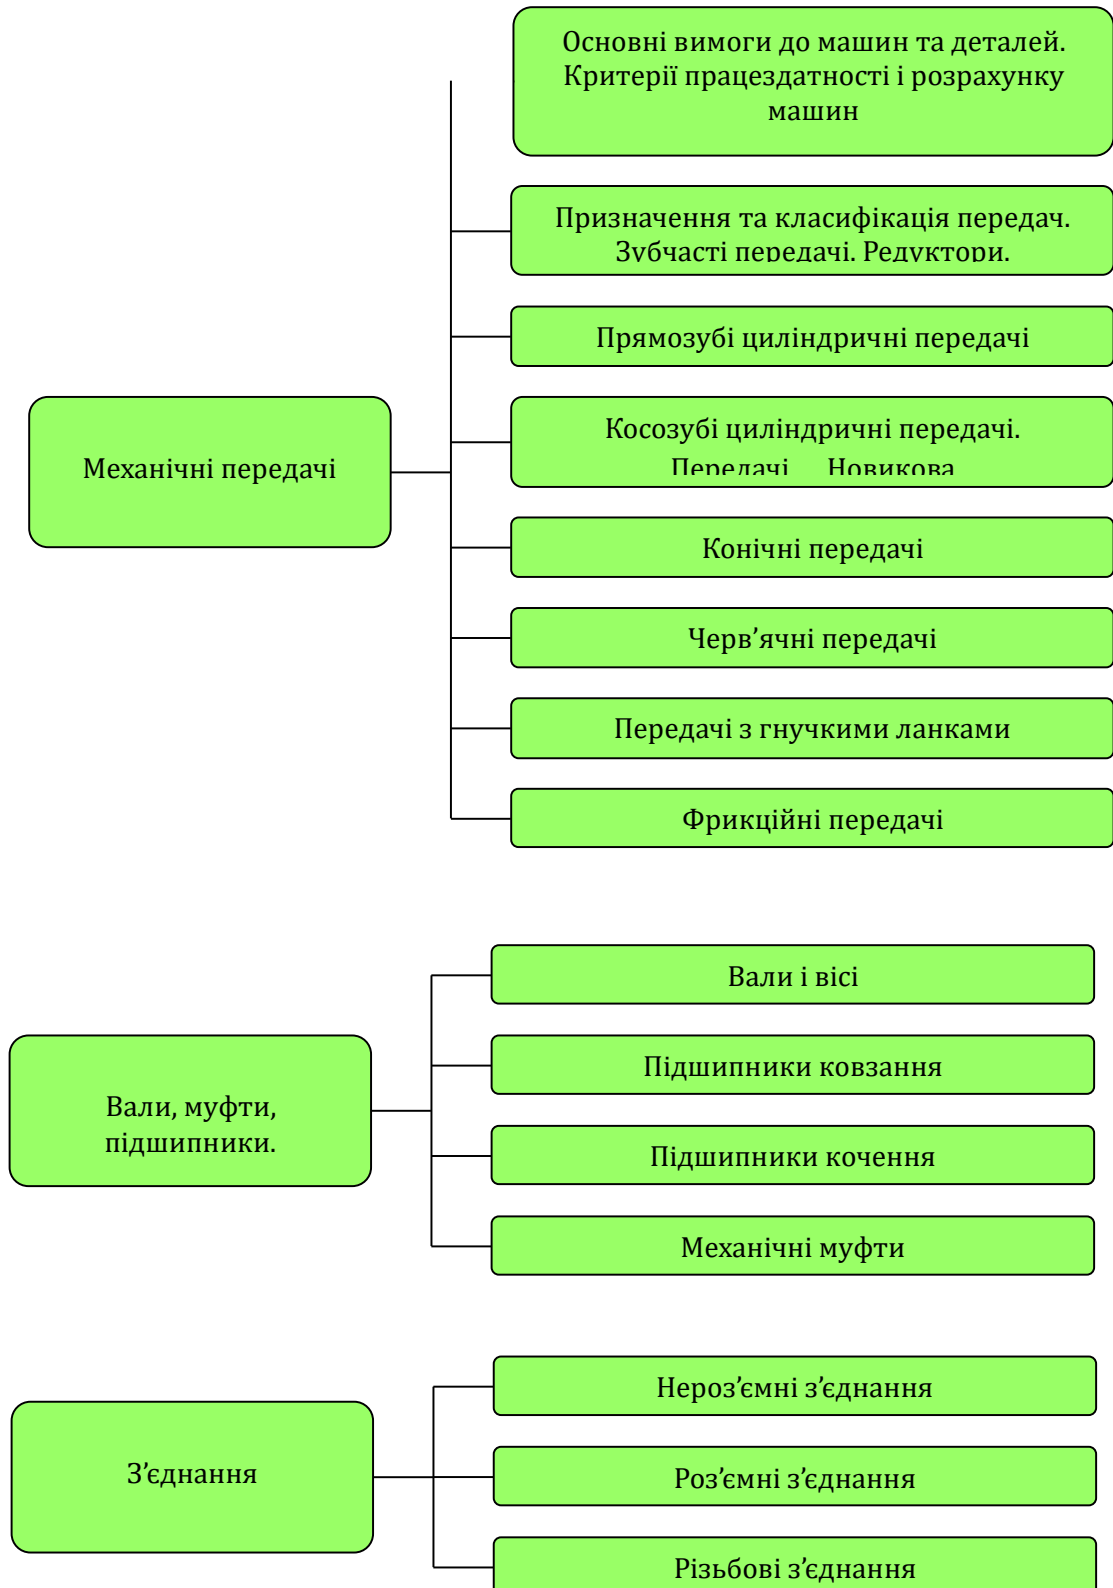 Основні вимоги до машин та деталей.
Критерії працездатності і розрахунку
машин
Призначення та класифікація передач.
Зубчасті передачі. Редуктори.
Прямозубі циліндричні передачі
Механічні передачі
Косозубі циліндричні передачі.
Передачі Новикова
Конічні передачі
Черв’ячні передачі
Передачі з гнучкими ланками
Фрикційні передачі
Вали, муфти,
підшипники.
Вали і вісі
Підшипники ковзання
Підшипники кочення
Механічні муфти
З’єднання
Нероз’ємні з’єднання
Роз’ємні з’єднання
Різьбові з’єднання